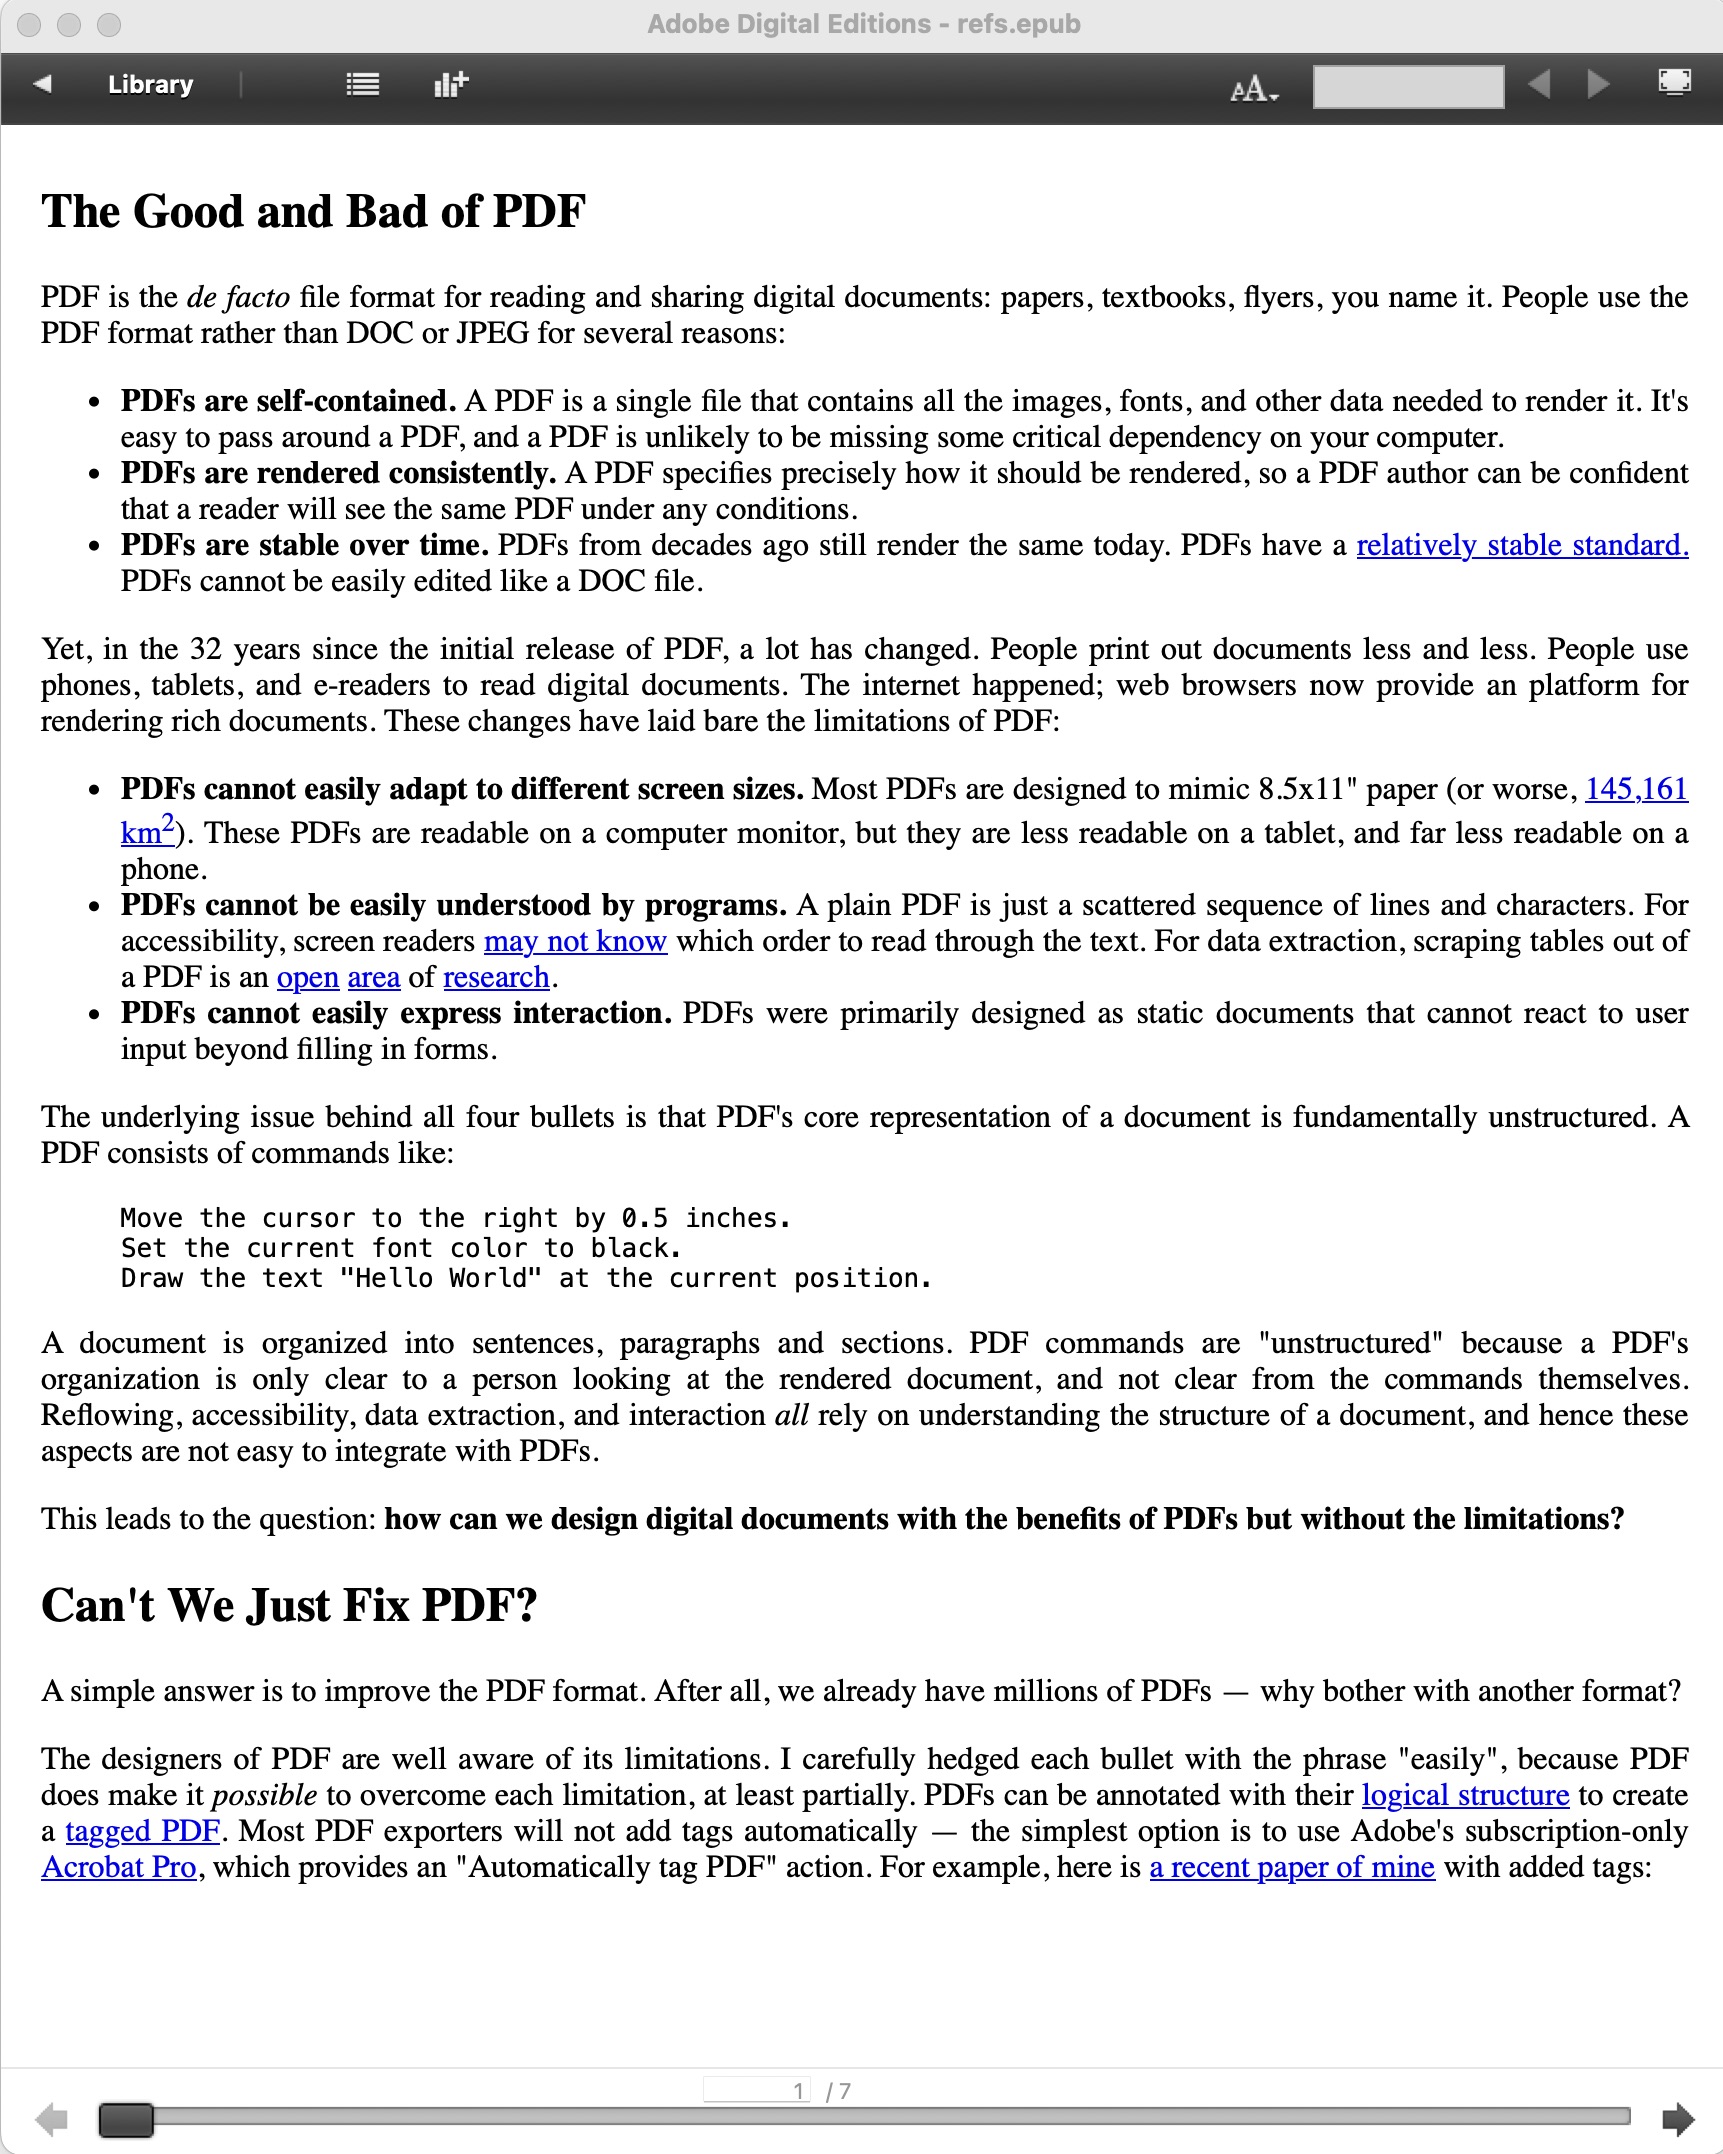 Adobe Digital Editions - refs.epub
Library
AA
The Good and Bad of PDF
PDF is the de facto file format for reading and sharing digital documents: papers, textbooks, flyers, you name it. People use the
PDF format rather than DOC or JPEG for several reasons:
• PDFs are self-contained. A PDF is a single file that contains all the images, fonts, and other data needed to render it. It's
easy to pass around a PDF, and a PDF is unlikely to be missing some critical dependency on your computer.
• PDFs are rendered consistently. A PDF specifies precisely how it should be rendered, so a PDF author can be confident
that a reader will see the same PDF under any conditions.
• PDFs are stable over time. PDFs from decades ago still render the same today. PDFs have a relatively stable standard.
PDFs cannot be easily edited like a DOC file.
Yet, in the 32 years since the initial release of PDF, a lot has changed. People print out documents less and less. People use
phones, tablets, and e-readers to read digital documents. The internet happened; web browsers now provide an platform for
rendering rich documents. These changes have laid bare the limitations of PDF:
• PDFs cannot easily adapt to different screen sizes. Most PDFs are designed to mimic 8.5x11" paper (or worse, 145,161
km²). These PDFs are readable on a computer monitor, but they are less readable on a tablet, and far less readable on a
phone.
• PDFs cannot be easily understood by programs. A plain PDF is just a scattered sequence of lines and characters. For
accessibility, screen readers may not know which order to read through the text. For data extraction, scraping tables out of
a PDF is an open area of research.
• PDFs cannot easily express interaction. PDFs were primarily designed as static documents that cannot react to user
input beyond filling in forms.
The underlying issue behind all four bullets is that PDF's core representation of a document is fundamentally unstructured. A
PDF consists of commands like:
Move the cursor to the right by 0.5 inches.
Set the current font color to black.
Draw the text "Hello World" at the current position.
A document is organized into sentences, paragraphs and sections. PDF commands are "unstructured" because a PDF's
organization is only clear to a person looking at the rendered document, and not clear from the commands themselves.
Reflowing, accessibility, data extraction, and interaction all rely on understanding the structure of a document, and hence these
aspects are not easy to integrate with PDFs.
This leads to the question: how can we design digital documents with the benefits of PDFs but without the limitations?
Can't We Just Fix PDF?
A simple answer is to improve the PDF format. After all, we already have millions of PDFs — why bother with another format?
The designers of PDF are well aware of its limitations. I carefully hedged each bullet with the phrase "easily", because PDF
does make it possible to overcome each limitation, at least partially. PDFs can be annotated with their logical structure to create
a tagged PDF. Most PDF exporters will not add tags automatically — the simplest option is to use Adobe's subscription-only
Acrobat Pro, which provides an "Automatically tag PDF" action. For example, here is a recent paper of mine with added tags:
1 / 7